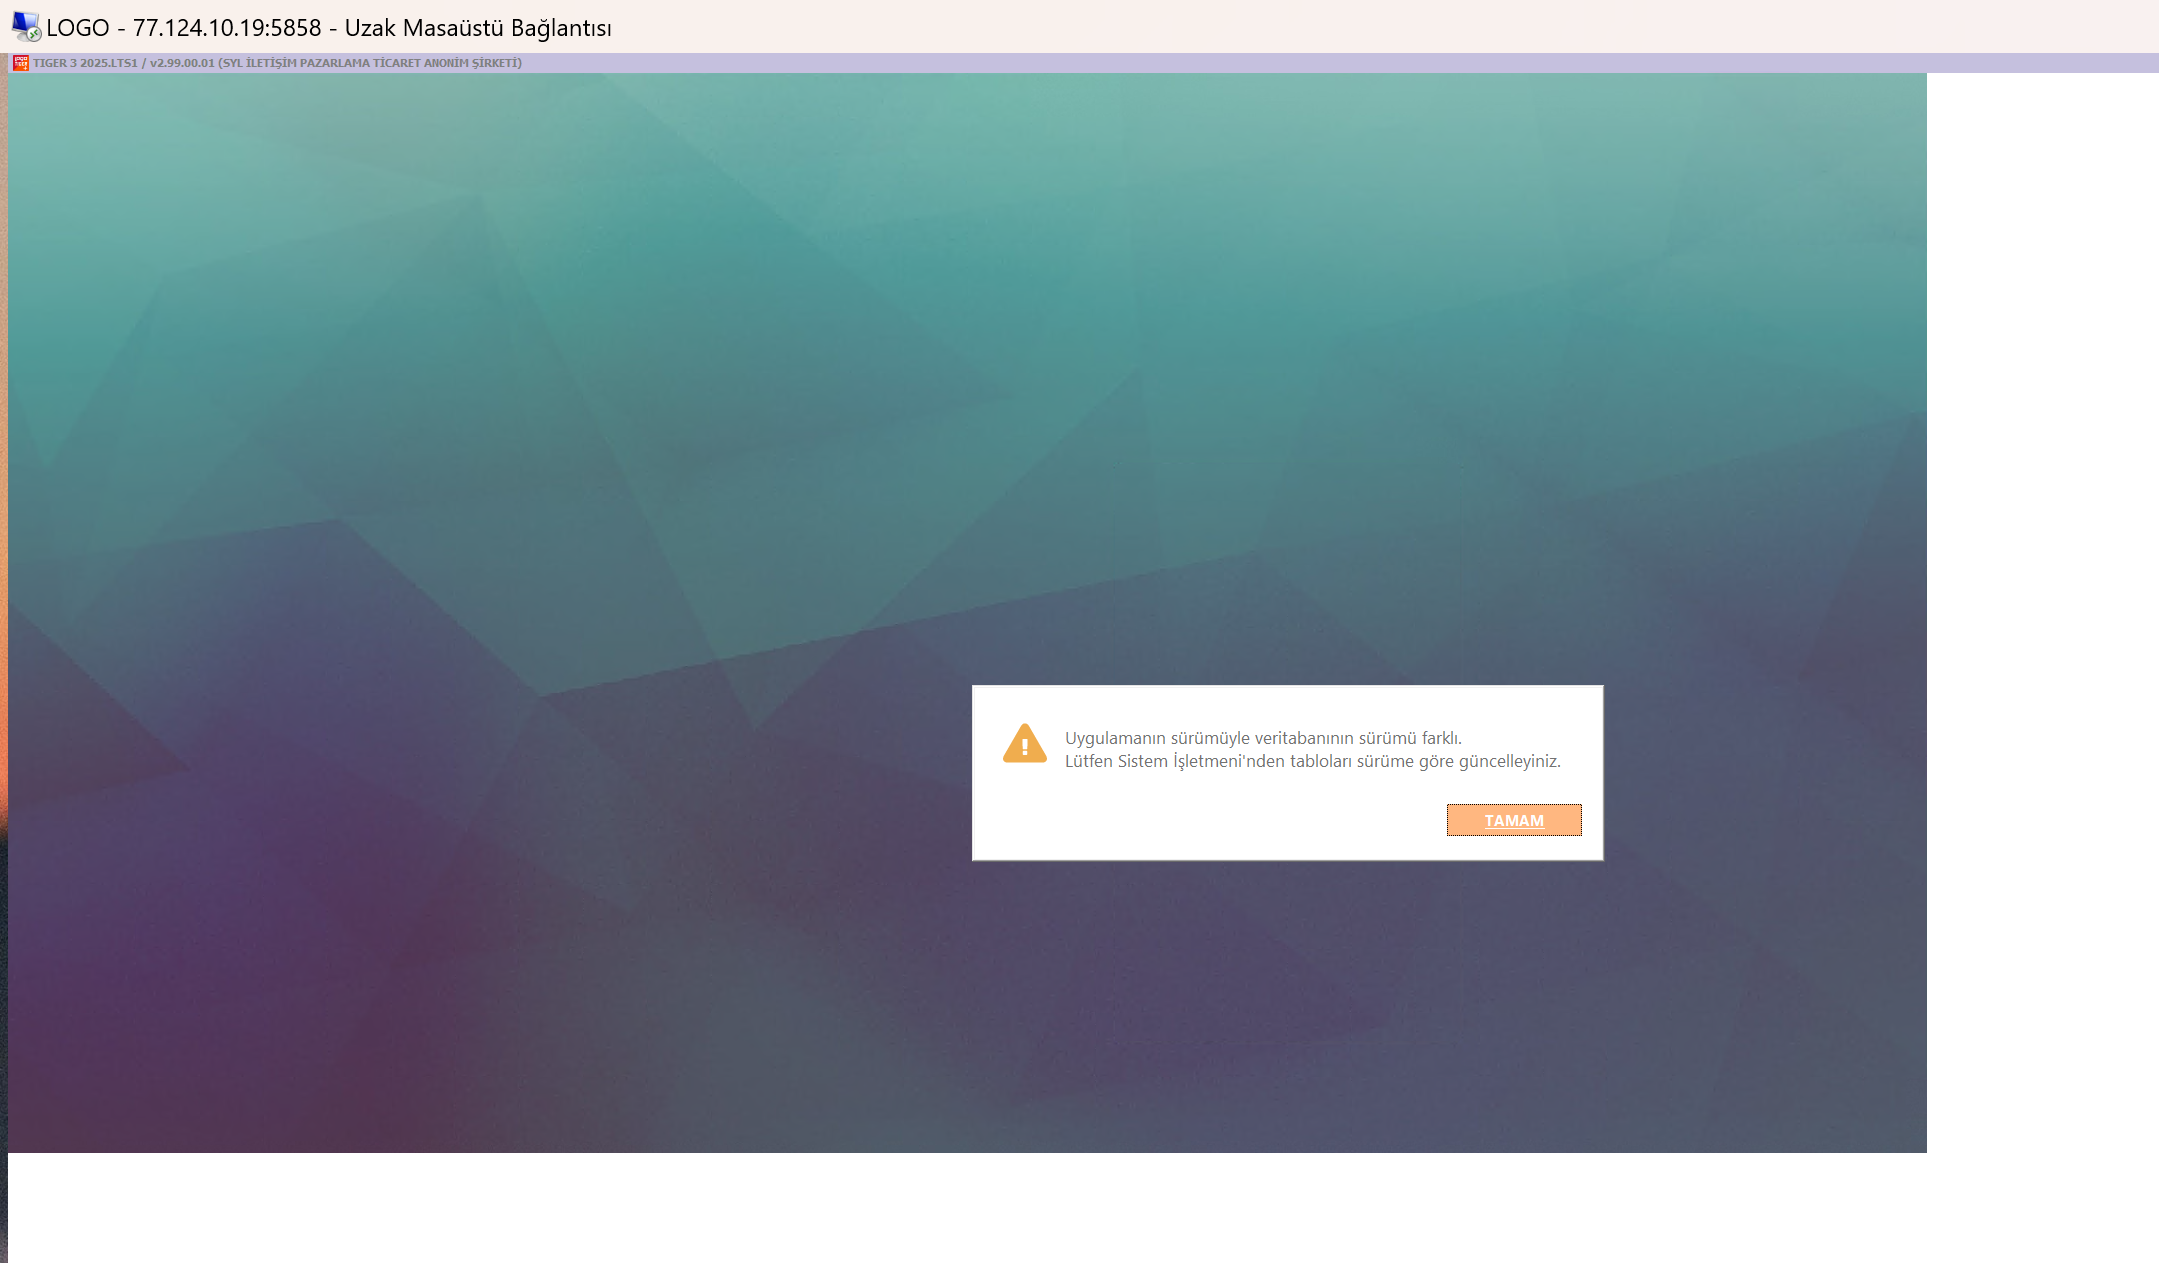 LOGO - 77.124.10.19:5858 - Uzak Masaüstü Bağlantısı
TIGER 3 2025.LTS1 / v2.99.00.01 (SYL İLETİŞİM PAZARLAMA TİCARET ANONİM ŞİRKETİ)
Uygulamanın sürümüyle veritabanının sürümü farklı.
Lütfen Sistem İşletmeni'nden tabloları sürüme göre güncelleyiniz.
TAMAM